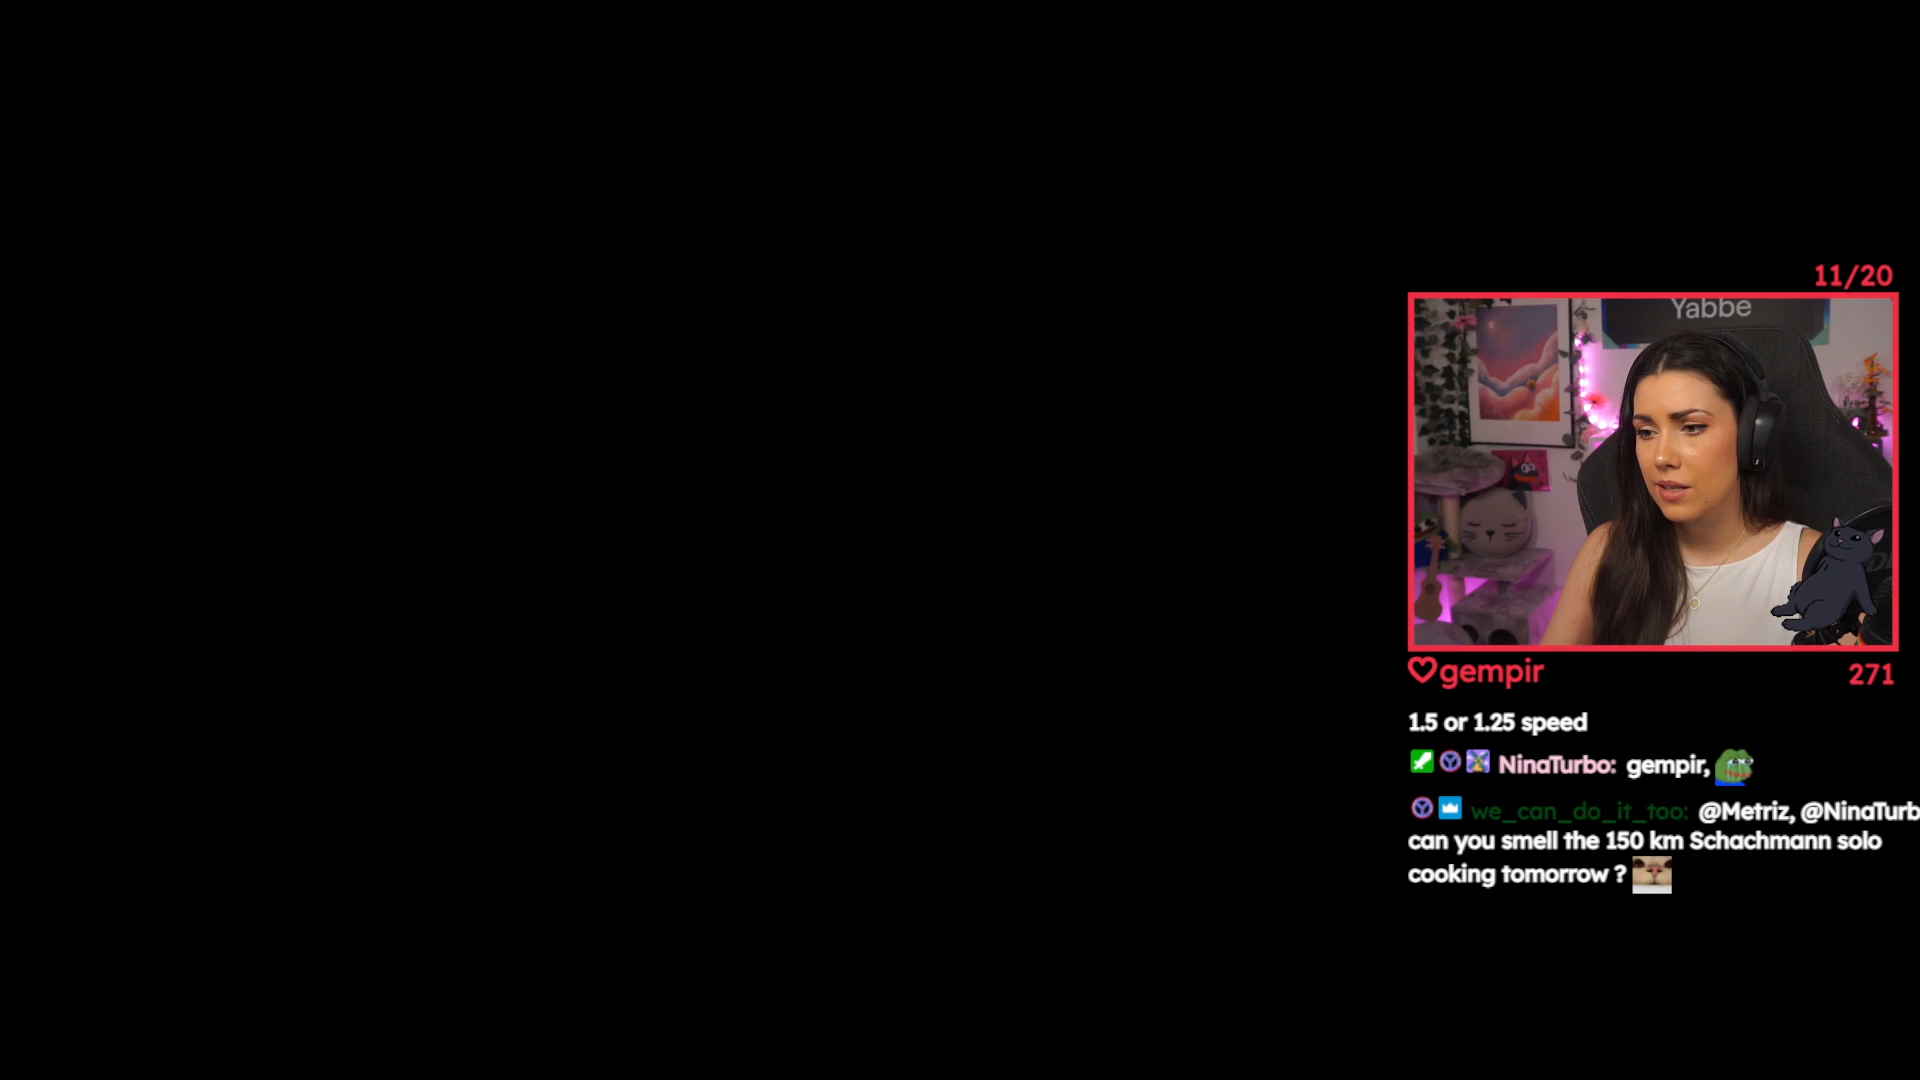 11/20
Yabbe
gempir
271
1.5 or 1.25 speed
NinaTurbo: gempir,
we_can_do_it_too: @Metriz, @NinaTurb
can you smell the 150 km Schachmann solo
cooking tomorrow ?